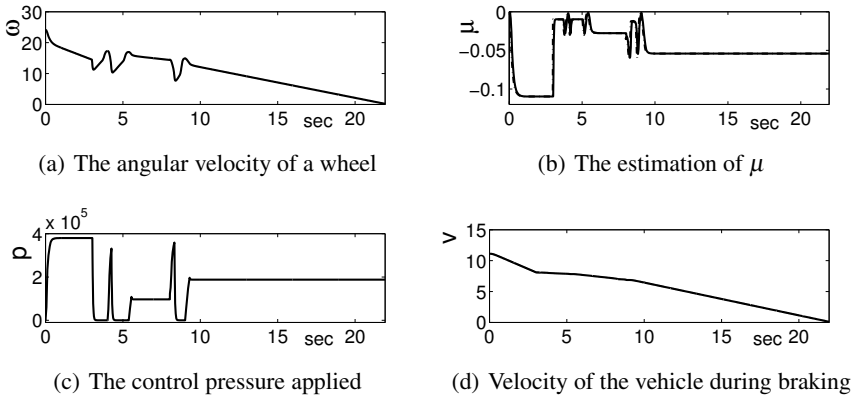 30
20
10
0
ω
0 5 10 15 sec 20
(a) The angular velocity of a wheel
0
−0.05
−0.1
μ
0 5 10 15 sec 20
(b) The estimation of μ
x 10^5
4
2
0
p
0 5 10 15 sec 20
(c) The control pressure applied
15
10
5
0
v
0 5 10 15 sec 20
(d) Velocity of the vehicle during braking